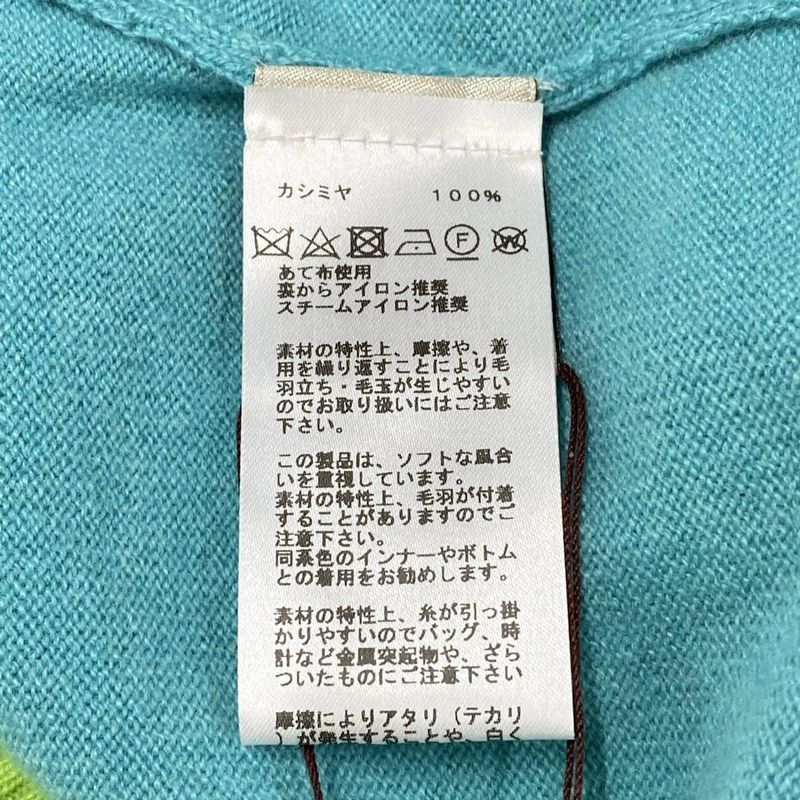 カシミヤ 100%
F W
あて布使用
裏からアイロン推奨
スチームアイロン推奨
素材の特性上、摩擦や、着
用を繰り返すことにより毛
羽立ち・毛玉が生じやすい
のでお取り扱いにはご注意
下さい。
この製品は、ソフトな風合
いを重視しています。
素材の特性上、毛羽が付着
することがありますのでご
注意下さい。
同系色のインナーやボトム
との着用をお勧めします。
素材の特性上、糸が引っ掛
かりやすいのでバッグ、時
計など金属突起物や、ざら
ついたものにご注意下さい
摩擦によりアタリ（テカリ
）が発生することや、白く